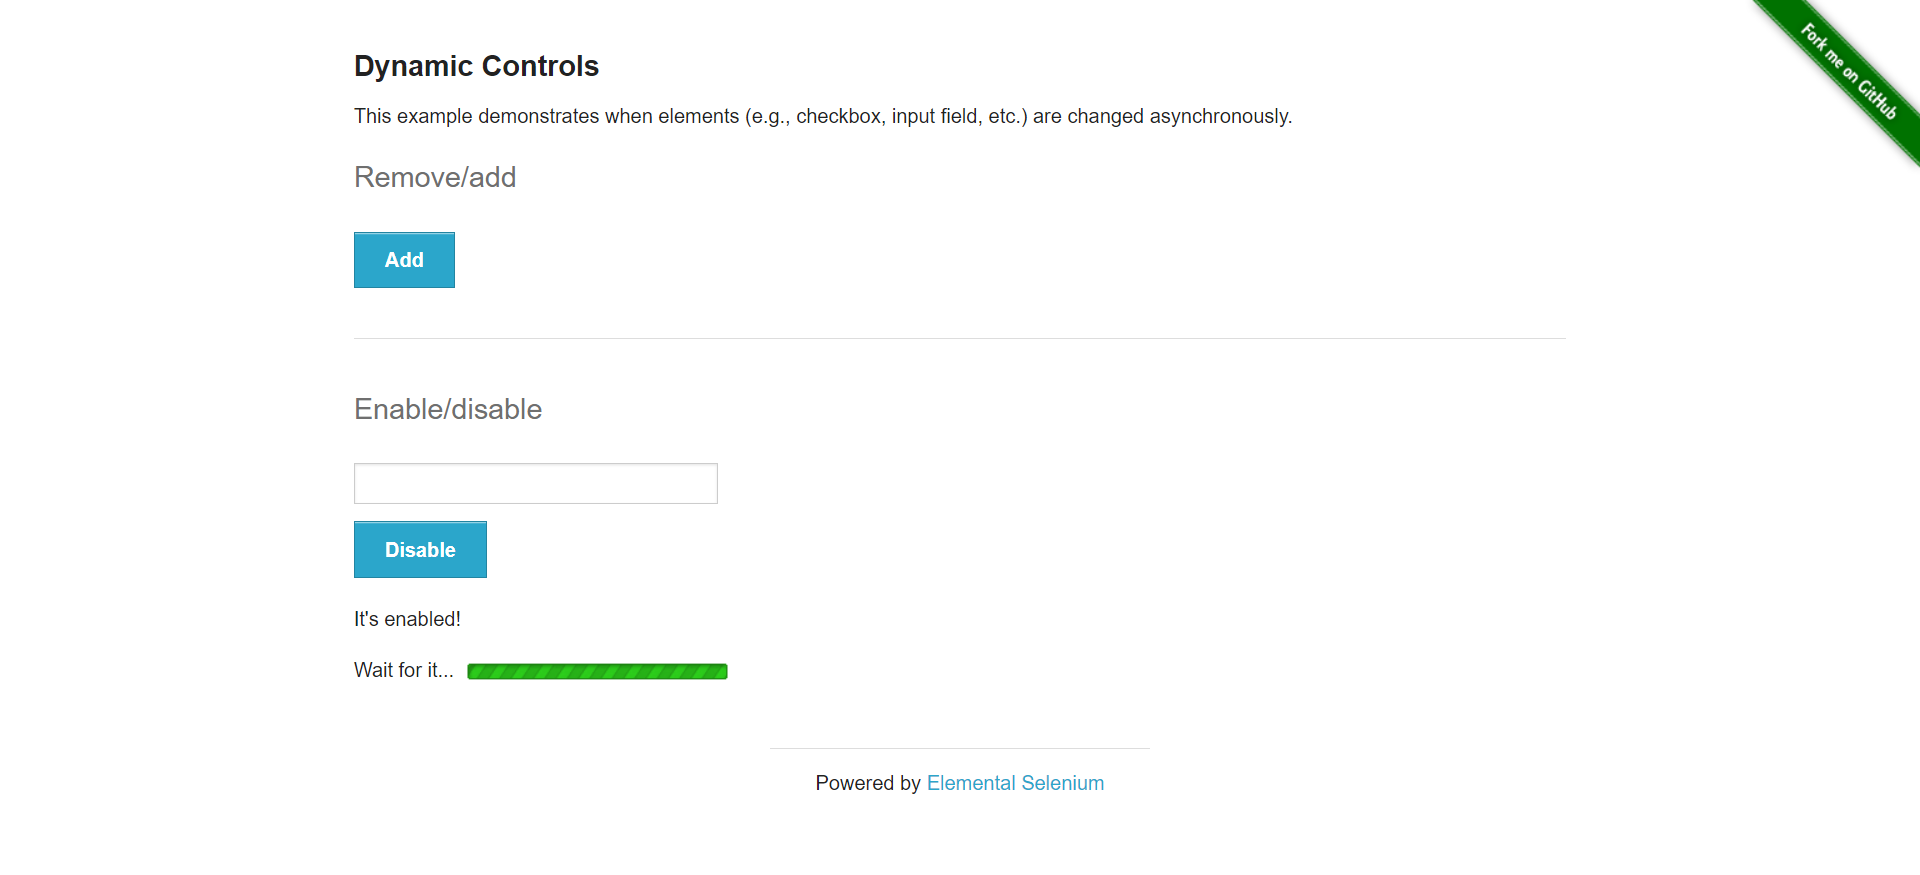 Fork me on GitHub
Dynamic Controls
This example demonstrates when elements (e.g., checkbox, input field, etc.) are changed asynchronously.
Remove/add
Add
Enable/disable
Disable
It's enabled!
Wait for it...
Powered by Elemental Selenium